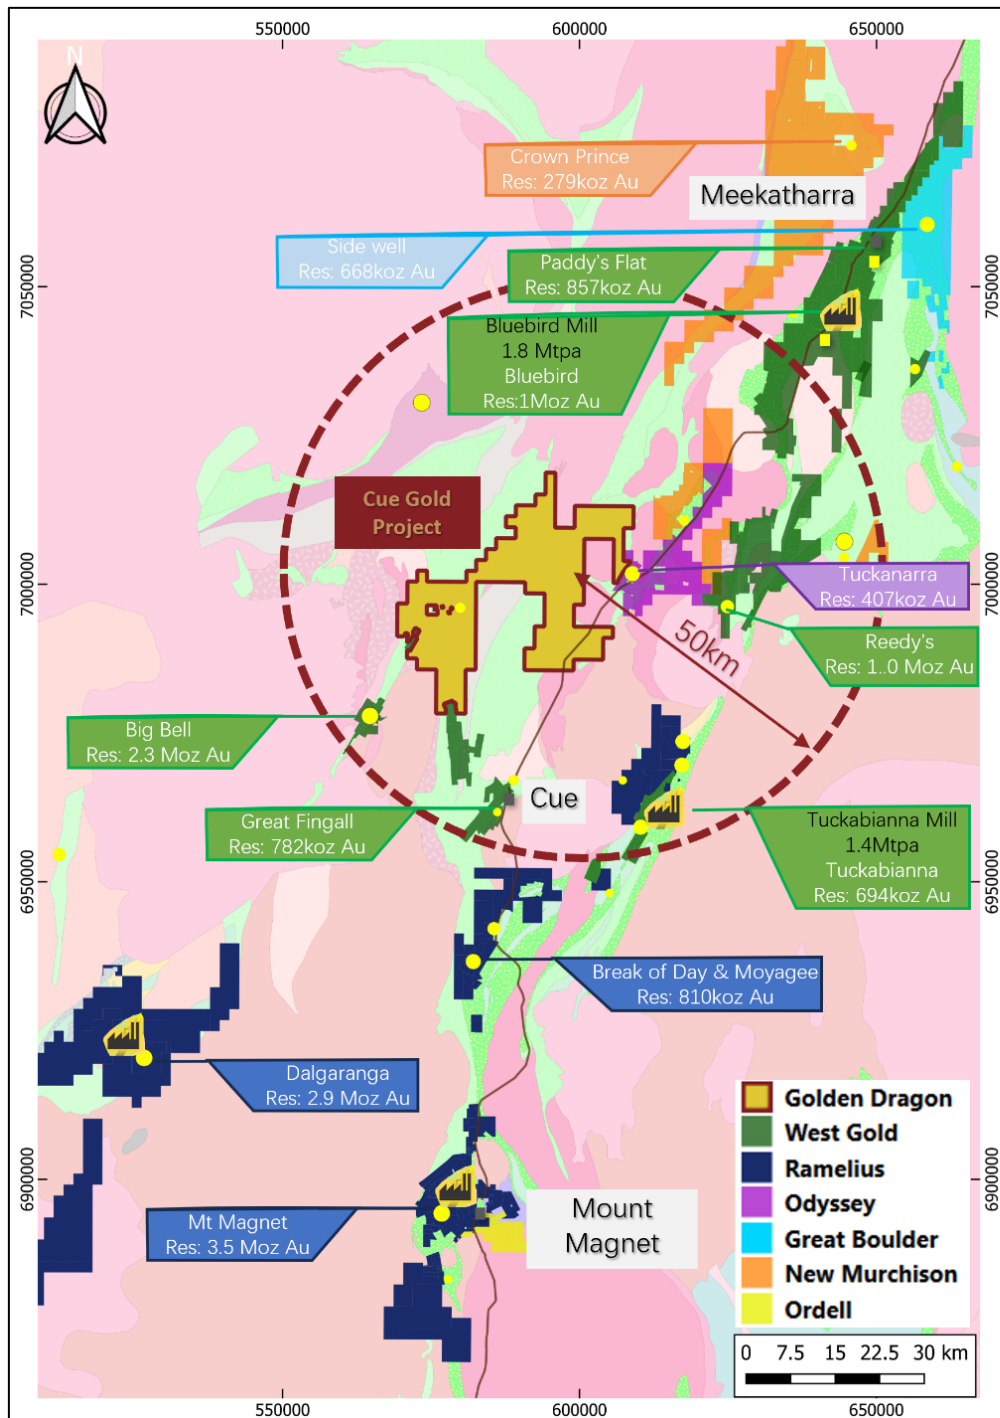 550000
600000
650000
N
Crown Prince
Res: 279koz Au
Meekatharra
Side well
Res: 668koz Au
Paddy's Flat
Res: 857koz Au
7050000
7050000
Bluebird Mill
1.8 Mtpa
Bluebird
Res:1Moz Au
Cue Gold
Project
7000000
7000000
Tuckanarra
Res: 407koz Au
50km
Reedy's
Res: 1..0 Moz Au
Big Bell
Res: 2.3 Moz Au
Cue
Great Fingall
Res: 782koz Au
Tuckabianna Mill
1.4Mtpa
Tuckabianna
Res: 694koz Au
6950000
6950000
Break of Day & Moyagee
Res: 810koz Au
Dalgaranga
Res: 2.9 Moz Au
6900000
6900000
Mt Magnet
Res: 3.5 Moz Au
Mount
Magnet
Golden Dragon
West Gold
Ramelius
Odyssey
Great Boulder
New Murchison
Ordell
0 7.5 15 22.5 30 km
550000
600000
650000